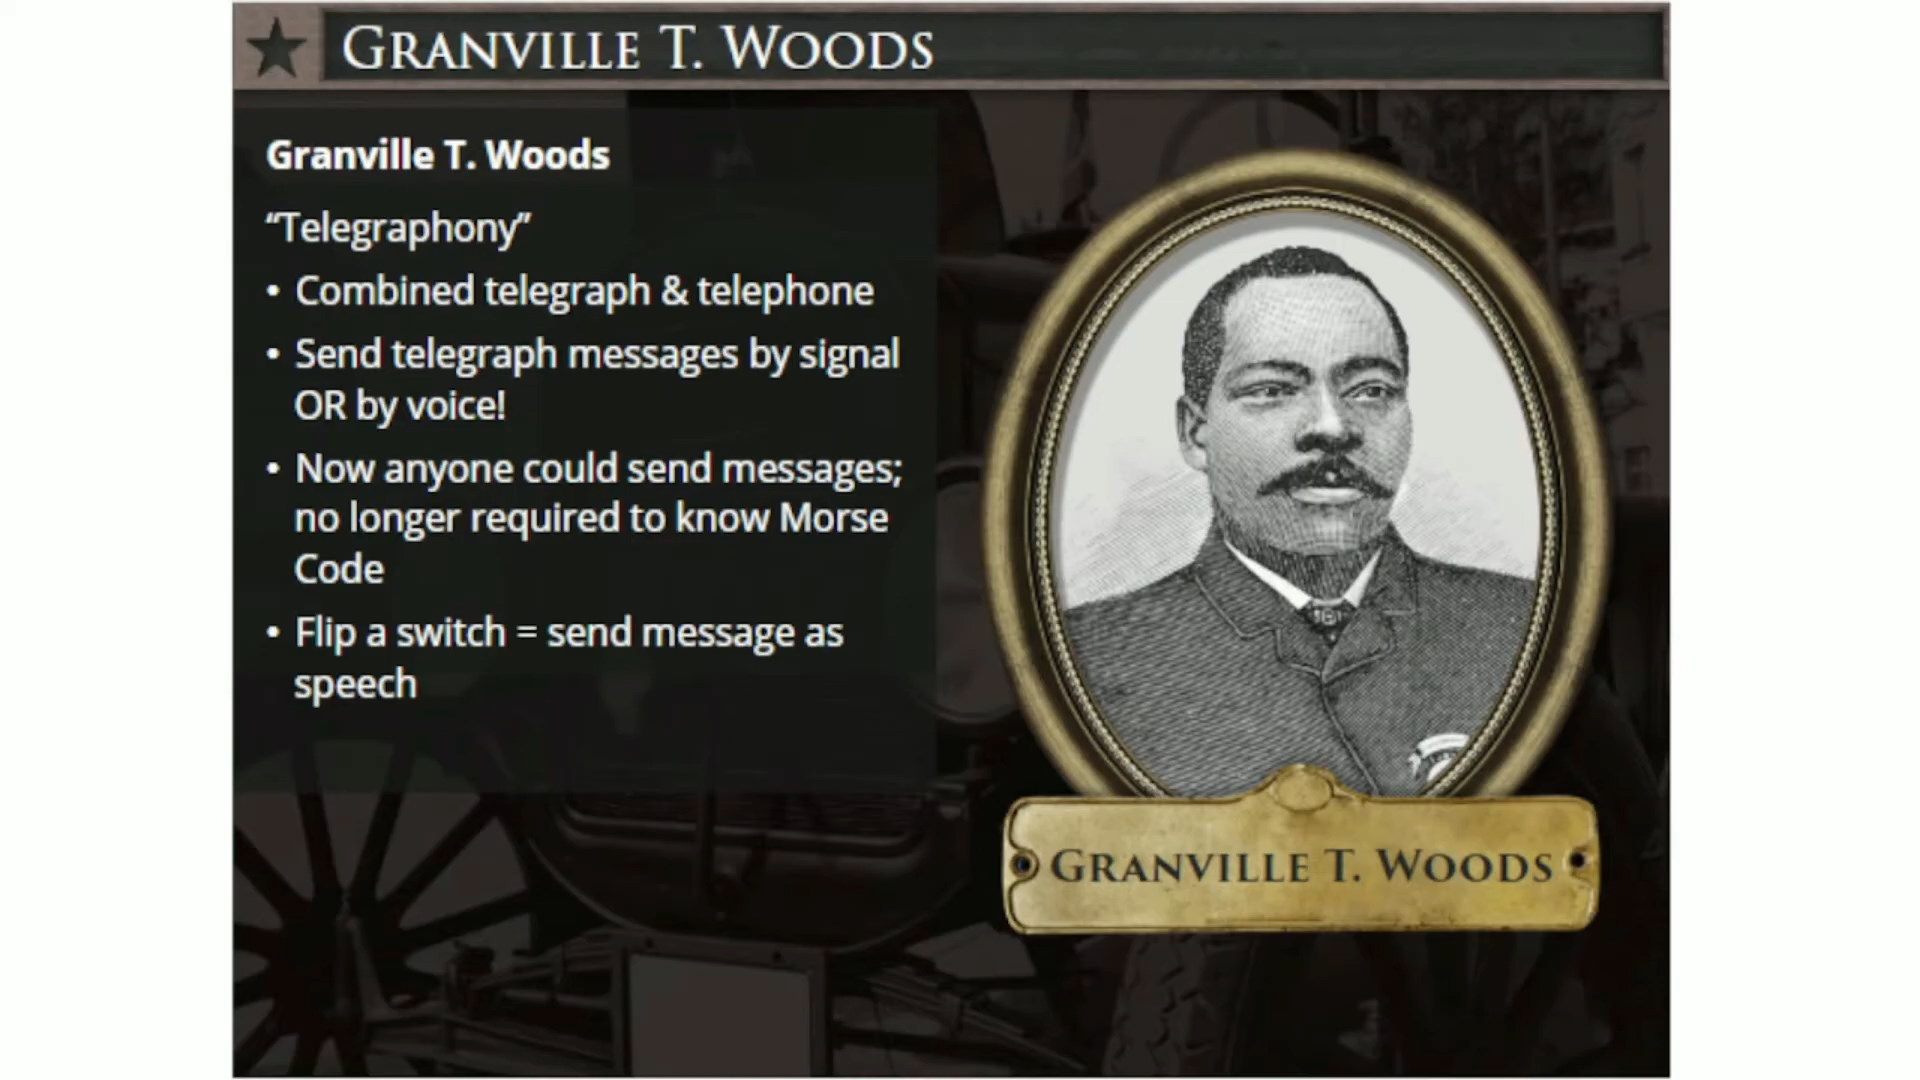 GRANVILLE T. WOODS
Granville T. Woods
“Telegraphony”
• Combined telegraph & telephone
• Send telegraph messages by signal
OR by voice!
• Now anyone could send messages;
no longer required to know Morse
Code
• Flip a switch = send message as
speech
GRANVILLE T. WOODS